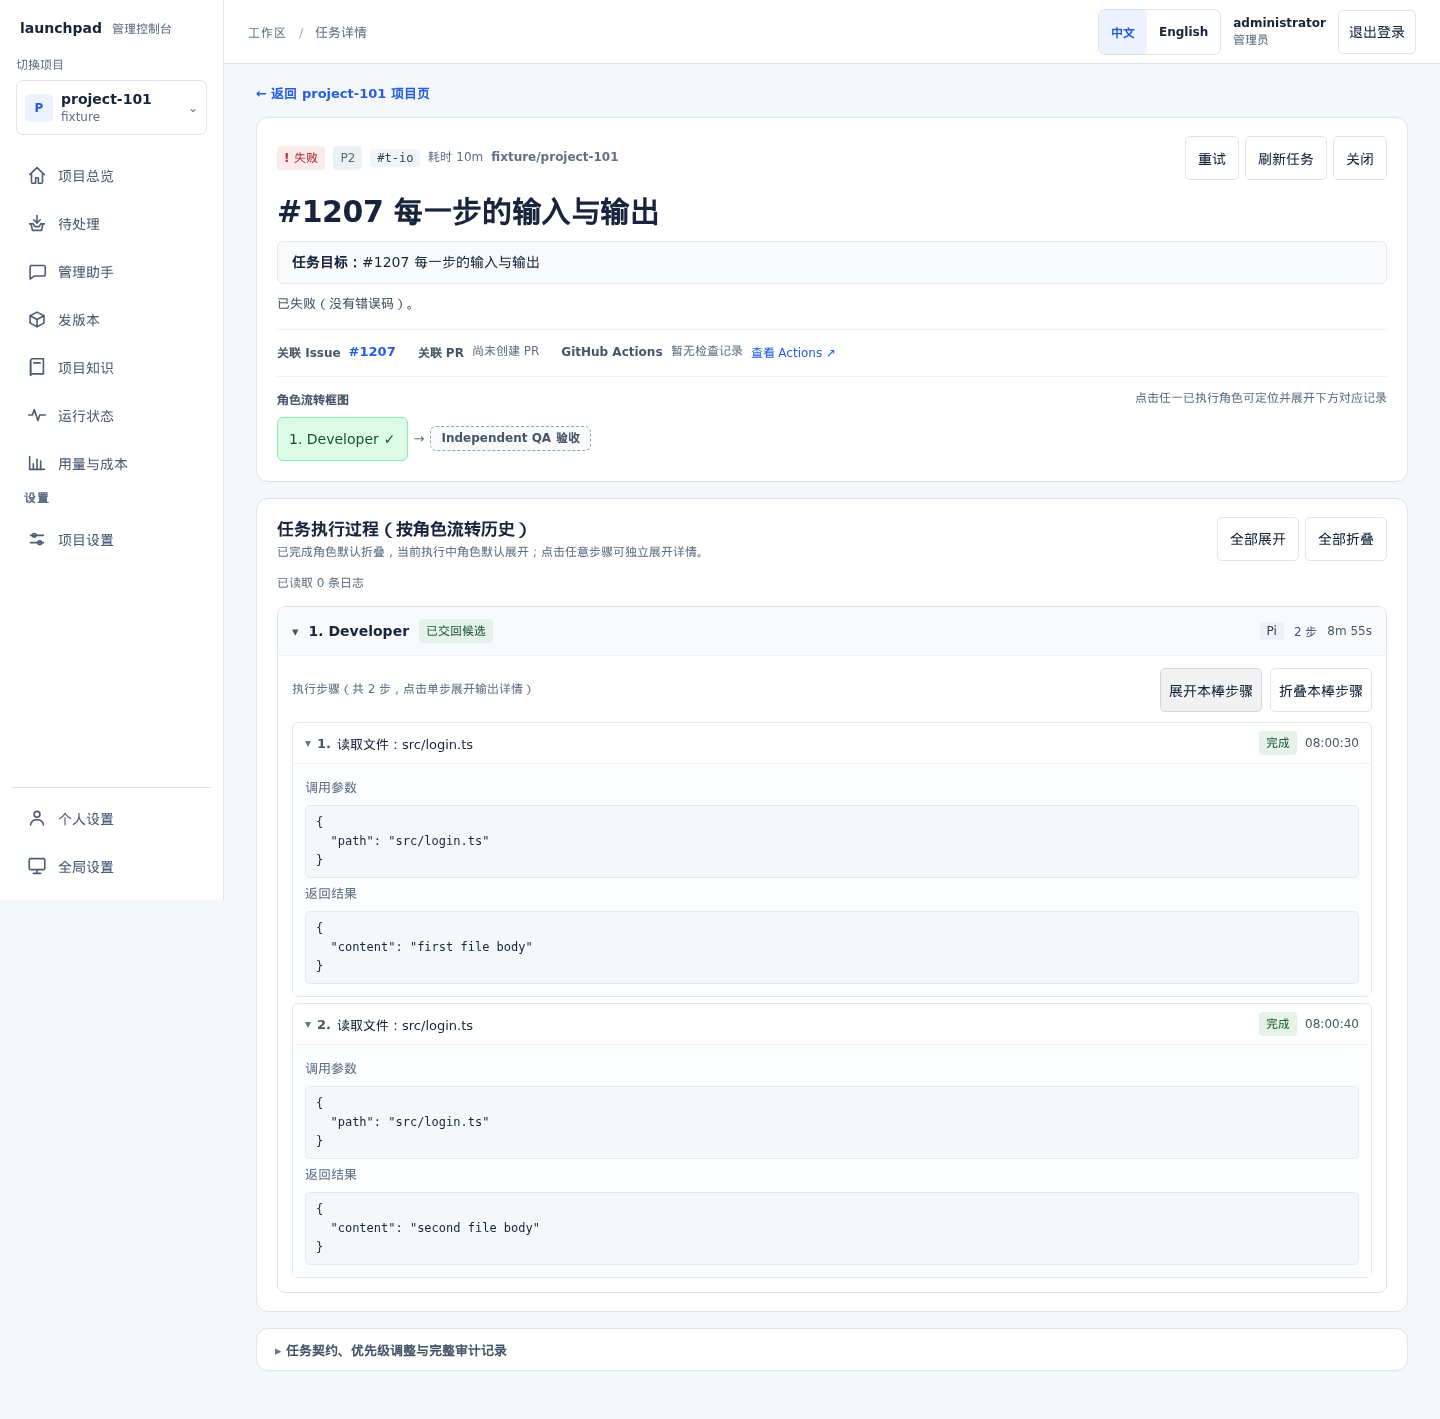 launchpad 管理控制台
切换项目
P project-101
fixture
项目总览
待处理
管理助手
发版本
项目知识
运行状态
用量与成本
设置
项目设置
个人设置
全局设置
工作区 / 任务详情
中文 English
administrator
管理员
退出登录
← 返回 project-101 项目页
! 失败 P2 #t-io 耗时 10m fixture/project-101
重试 刷新任务 关闭
#1207 每一步的输入与输出
任务目标：#1207 每一步的输入与输出
已失败（没有错误码）。
关联 Issue #1207 关联 PR 尚未创建 PR GitHub Actions 暂无检查记录 查看 Actions ↗
角色流转框图 点击任一已执行角色可定位并展开下方对应记录
1. Developer ✓ → Independent QA 验收
任务执行过程（按角色流转历史）
已完成角色默认折叠，当前执行中角色默认展开；点击任意步骤可独立展开详情。
全部展开 全部折叠
已读取 0 条日志
▾ 1. Developer 已交回候选 Pi 2 步 8m 55s
执行步骤（共 2 步，点击单步展开输出详情） 展开本棒步骤 折叠本棒步骤
▾ 1. 读取文件：src/login.ts 完成 08:00:30
调用参数
{
"path": "src/login.ts"
}
返回结果
{
"content": "first file body"
}
▾ 2. 读取文件：src/login.ts 完成 08:00:40
调用参数
{
"path": "src/login.ts"
}
返回结果
{
"content": "second file body"
}
▸ 任务契约、优先级调整与完整审计记录